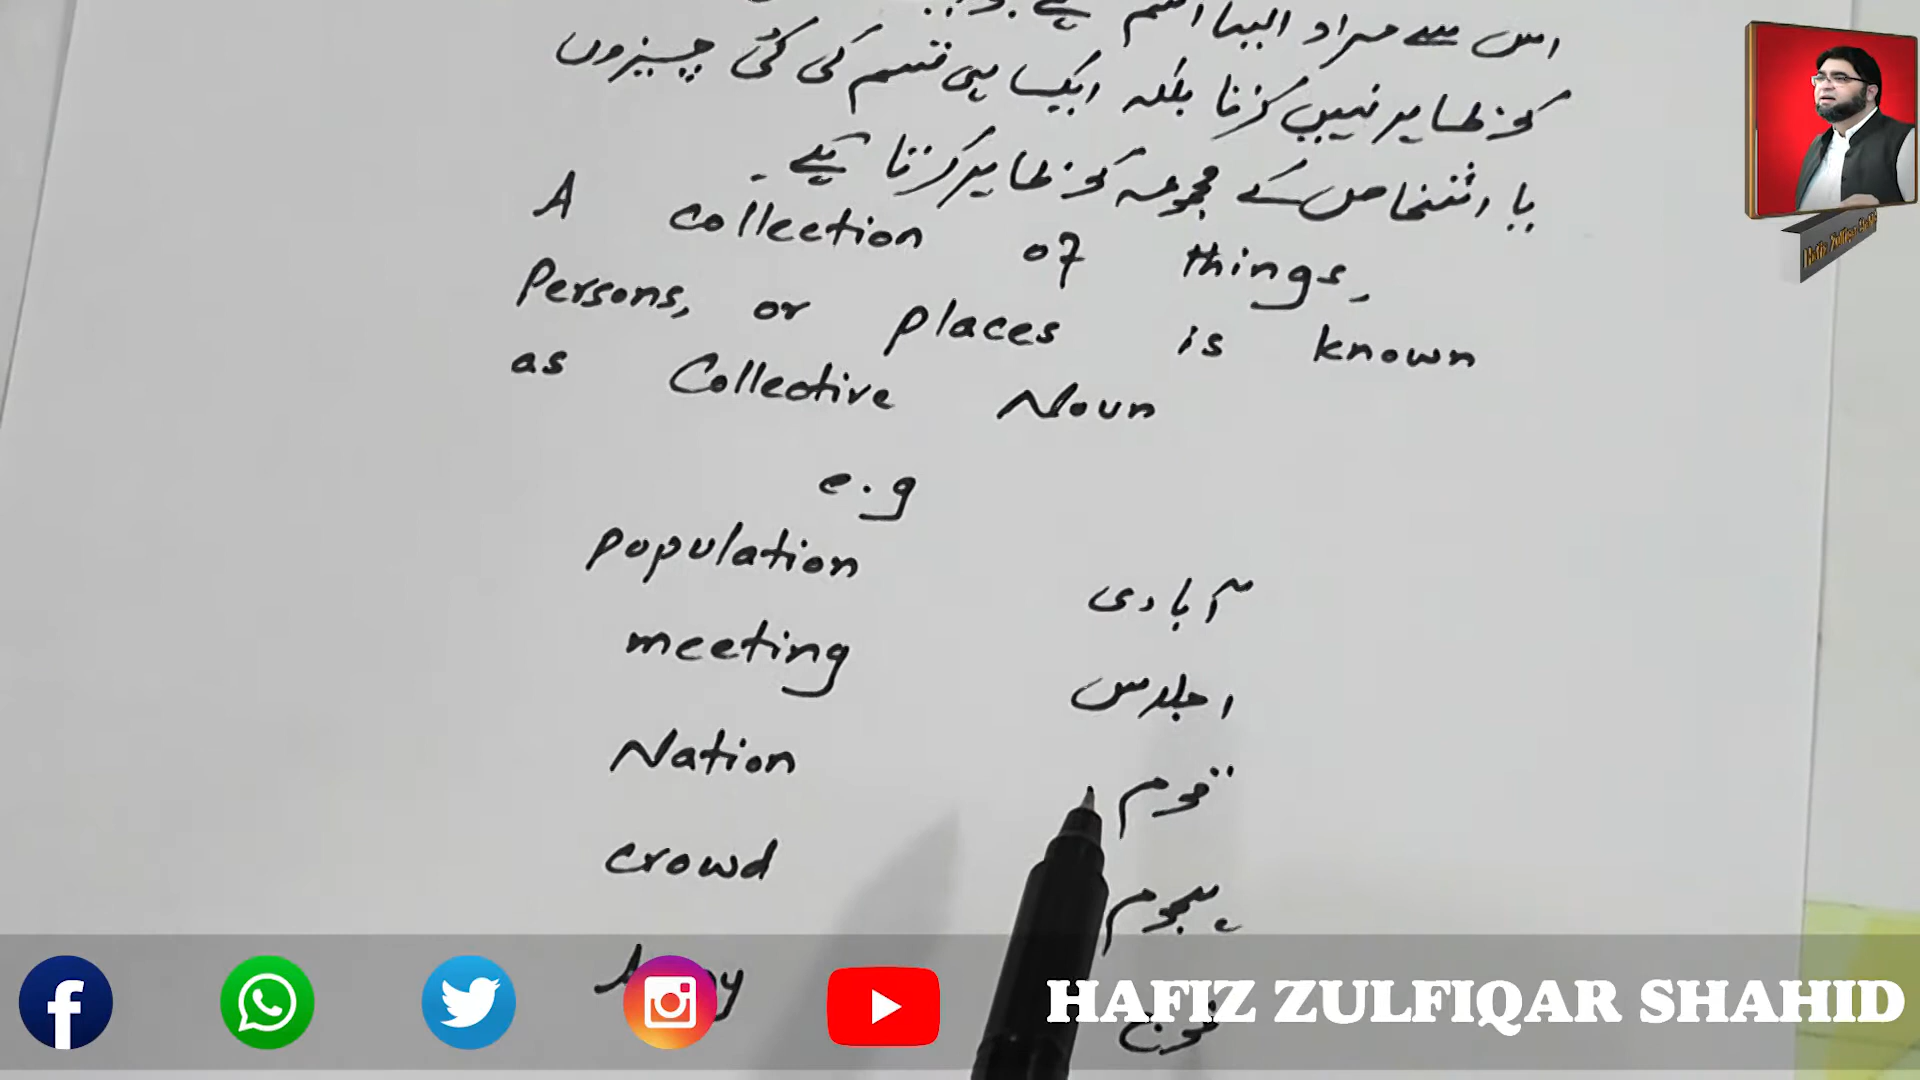 اس سے مراد ایسا اسم ہے
کو ظاہر نہیں کرتا بلکہ ایک ہی قسم کی کئی چیزوں
یا اشخاص کے مجموعہ کو ظاہر کرتا ہے۔
A collection of things,
Persons, or places is known
as Collective Noun
e.g
population آبادی
meeting اجلاس
Nation قوم
crowd ہجوم
فوج
HAFIZ ZULFIQAR SHAHID